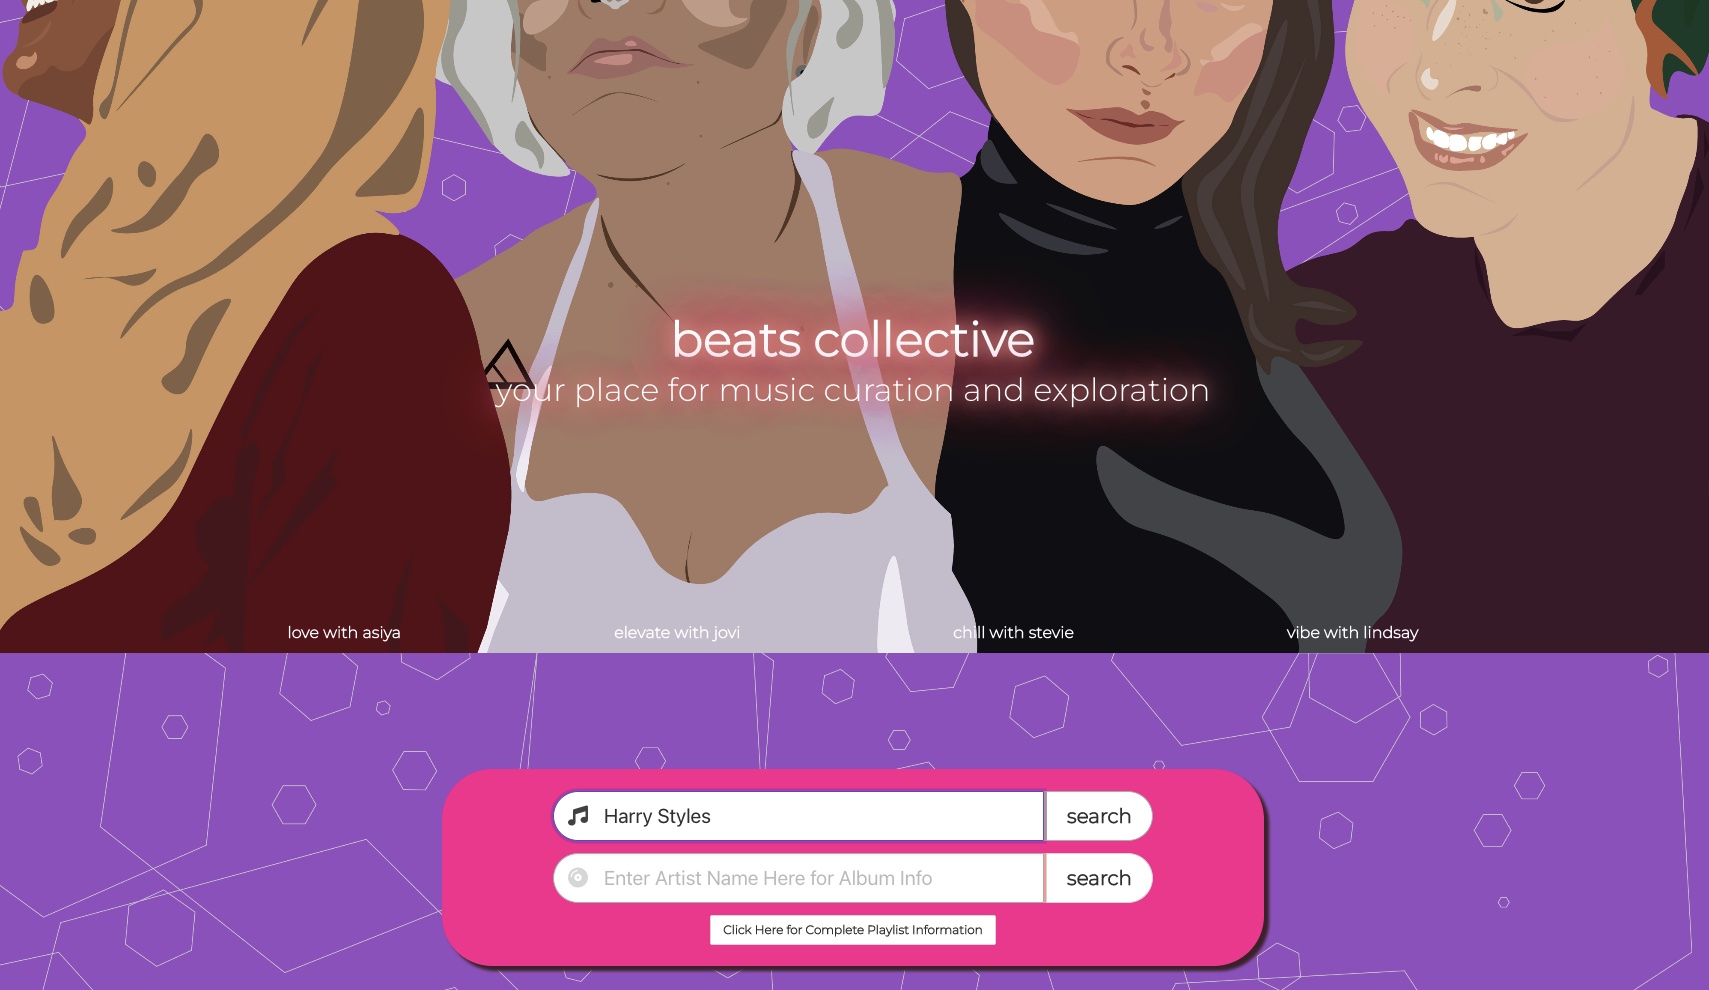 beats collective
your place for music curation and exploration
love with asiya
elevate with jovi
chill with stevie
vibe with lindsay
Harry Styles
search
Enter Artist Name Here for Album Info
search
Click Here for Complete Playlist Information